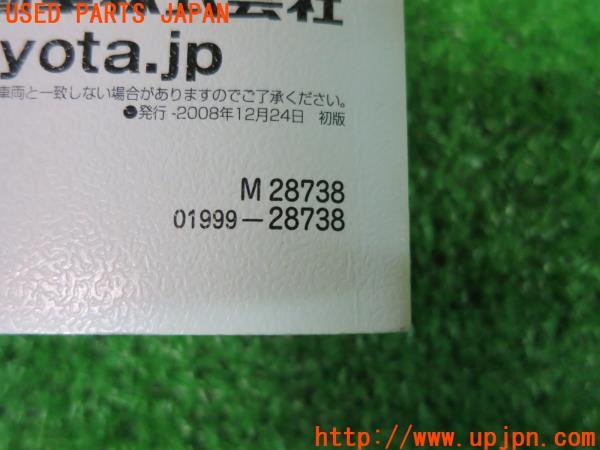 USED PARTS JAPAN
会社
yota.jp
車両と一致しない場合がありますのでご了承ください。
●発行-2008年12月24日 初版
M 28738
01999-28738
http://www.upjpn.com